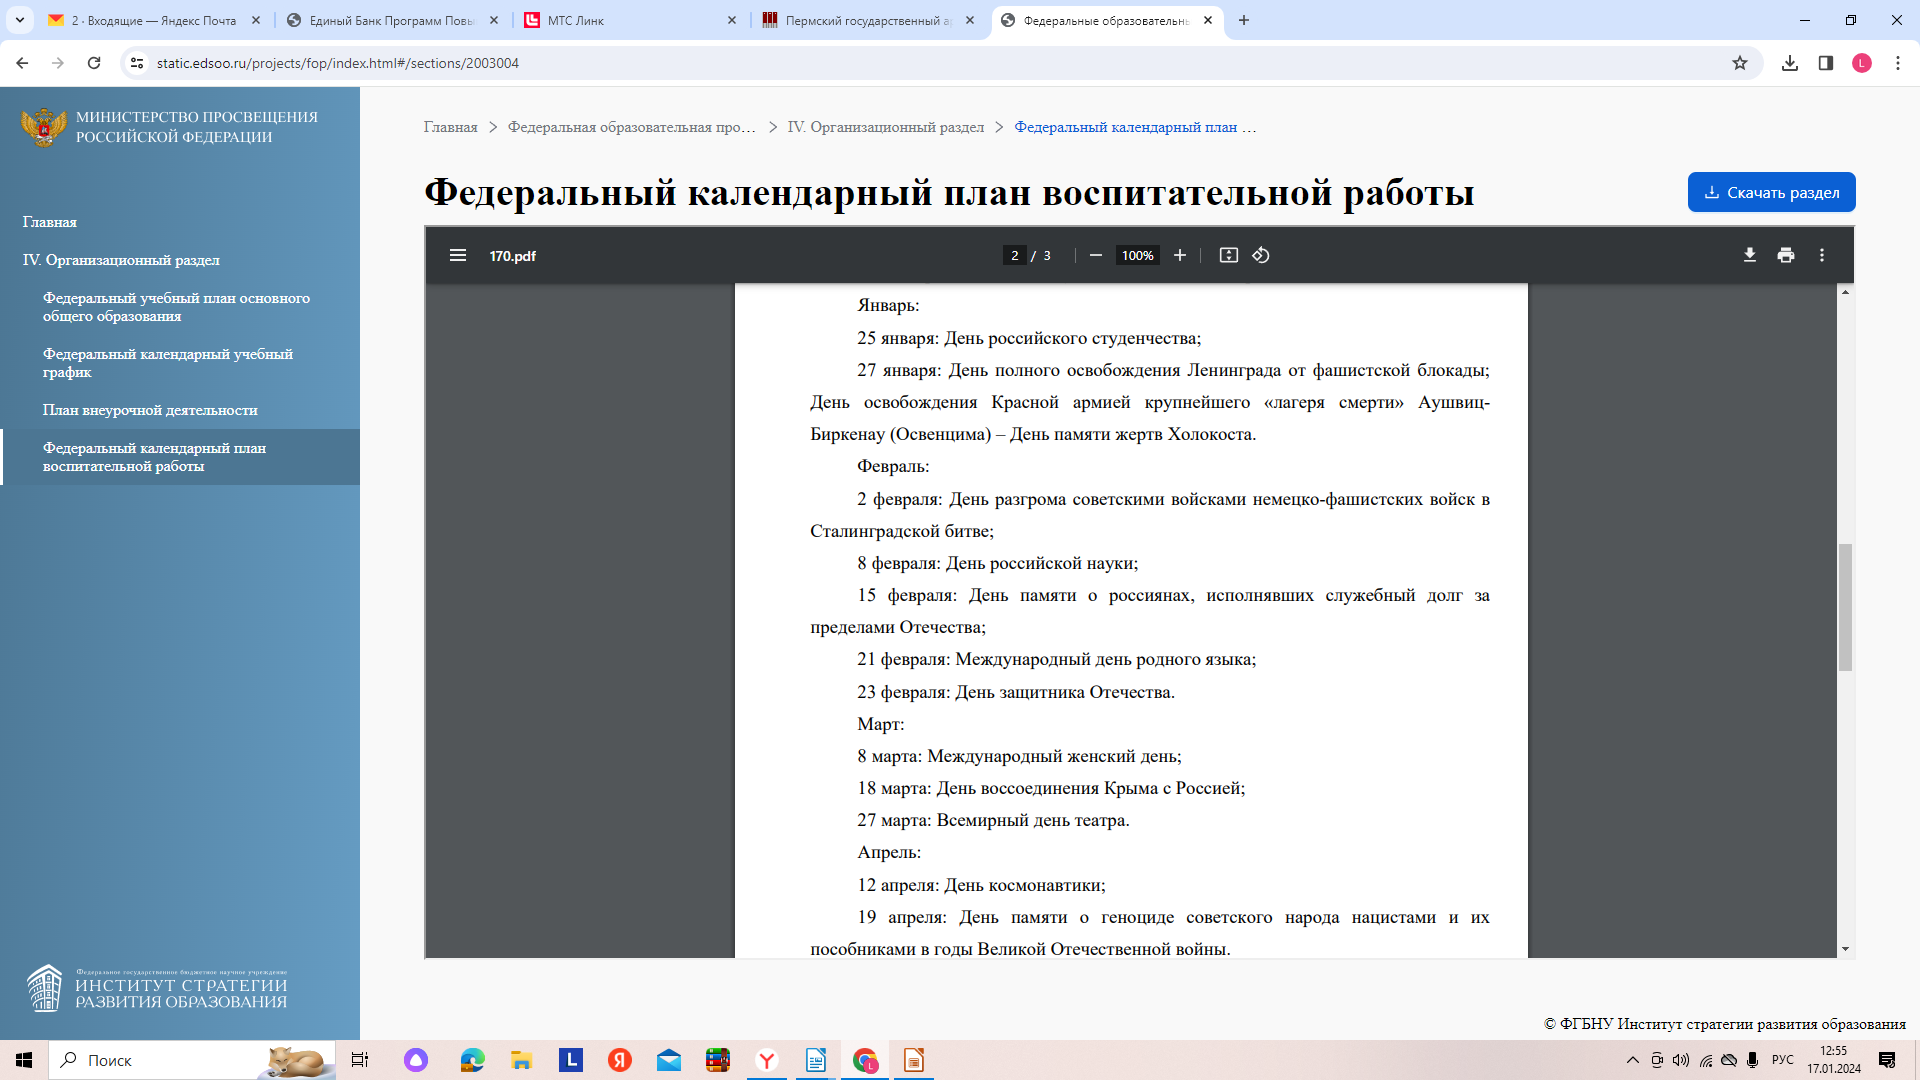 2 · Входящие — Яндекс Почта
Единый Банк Программ Повы
МТС Линк
Пермский государственный а
Федеральные образовательн
static.edsoo.ru/projects/fop/index.html#/sections/2003004
L
МИНИСТЕРСТВО ПРОСВЕЩЕНИЯ
РОССИЙСКОЙ ФЕДЕРАЦИИ
Главная
IV. Организационный раздел
Федеральный учебный план основного
общего образования
Федеральный календарный учебный
график
План внеурочной деятельности
Федеральный календарный план
воспитательной работы
Федеральное государственное бюджетное научное учреждение
ИНСТИТУТ СТРАТЕГИИ
РАЗВИТИЯ ОБРАЗОВАНИЯ
Главная > Федеральная образовательная про... > IV. Организационный раздел > Федеральный календарный план ...
Федеральный календарный план воспитательной работы
Скачать раздел
170.pdf
2 / 3
100%
Январь:
25 января: День российского студенчества;
27 января: День полного освобождения Ленинграда от фашистской блокады;
День освобождения Красной армией крупнейшего «лагеря смерти» Аушвиц-
Биркенау (Освенцима) – День памяти жертв Холокоста.
Февраль:
2 февраля: День разгрома советскими войсками немецко-фашистских войск в
Сталинградской битве;
8 февраля: День российской науки;
15 февраля: День памяти о россиянах, исполнявших служебный долг за
пределами Отечества;
21 февраля: Международный день родного языка;
23 февраля: День защитника Отечества.
Март:
8 марта: Международный женский день;
18 марта: День воссоединения Крыма с Россией;
27 марта: Всемирный день театра.
Апрель:
12 апреля: День космонавтики;
19 апреля: День памяти о геноциде советского народа нацистами и их
пособниками в годы Великой Отечественной войны.
© ФГБНУ Институт стратегии развития образования
Поиск
L
Я
Y
L
РУС
12:55
17.01.2024